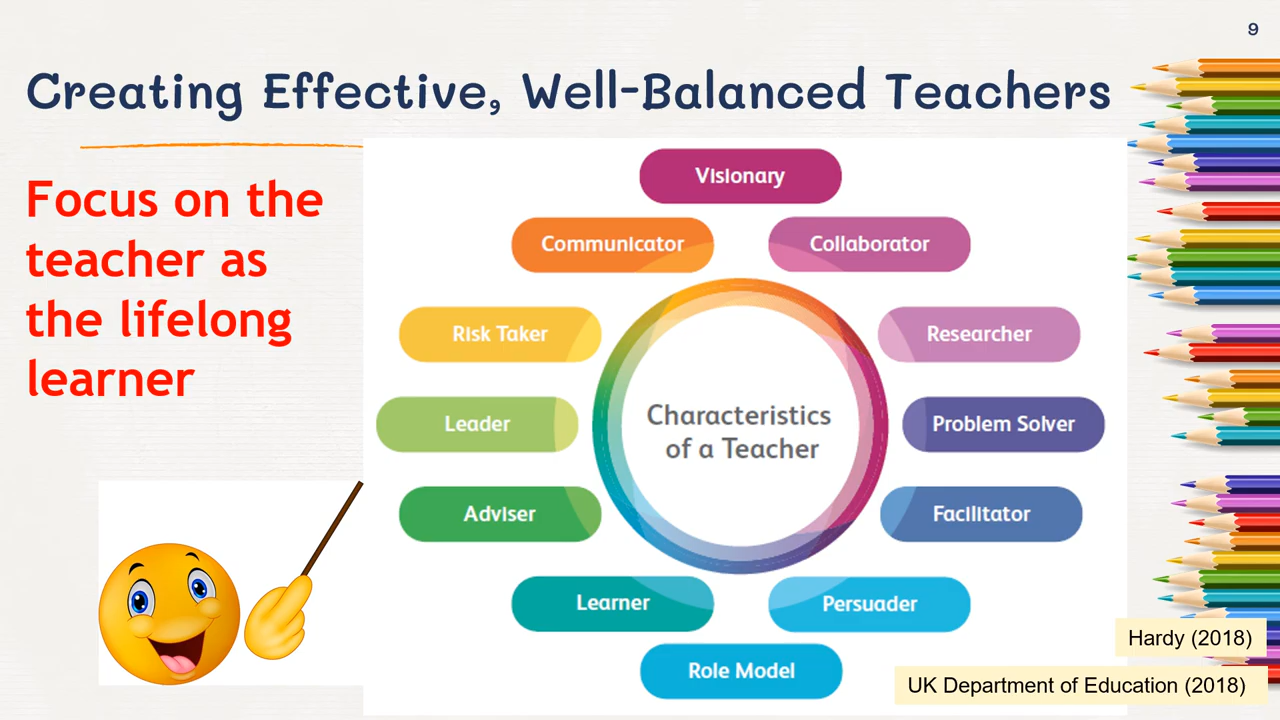 9
Creating Effective, Well-Balanced Teachers
Focus on the
teacher as
the lifelong
learner
Visionary
Communicator
Collaborator
Risk Taker
Researcher
Leader
Characteristics
of a Teacher
Problem Solver
Adviser
Facilitator
Learner
Persuader
Role Model
Hardy (2018)
UK Department of Education (2018)